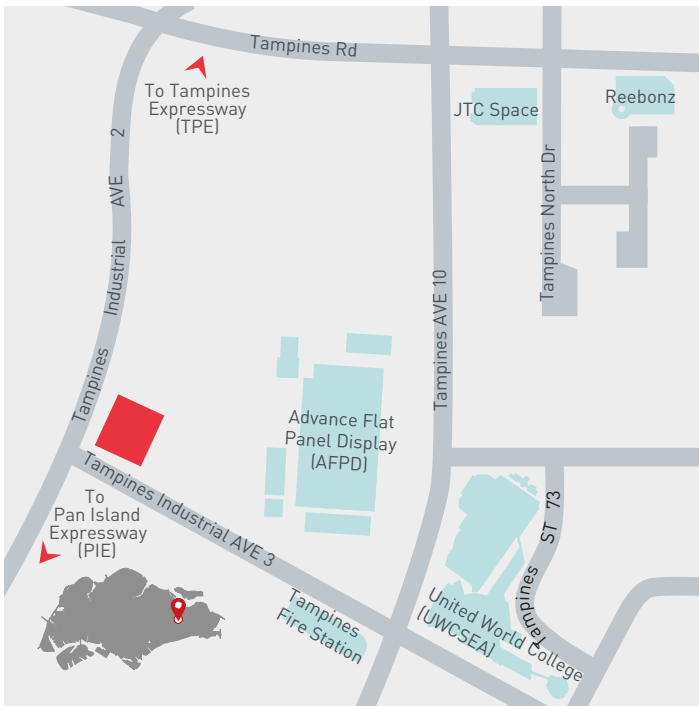 Tampines Rd
To Tampines
Expressway
(TPE)
JTC Space
Reebonz
Tampines North Dr
Tampines Industrial AVE 2
Tampines AVE 10
Advance Flat
Panel Display
(AFPD)
Tampines Industrial AVE 3
To
Pan Island
Expressway
(PIE)
Tampines ST 73
Tampines
Fire Station
United World College
(UWCSEA)